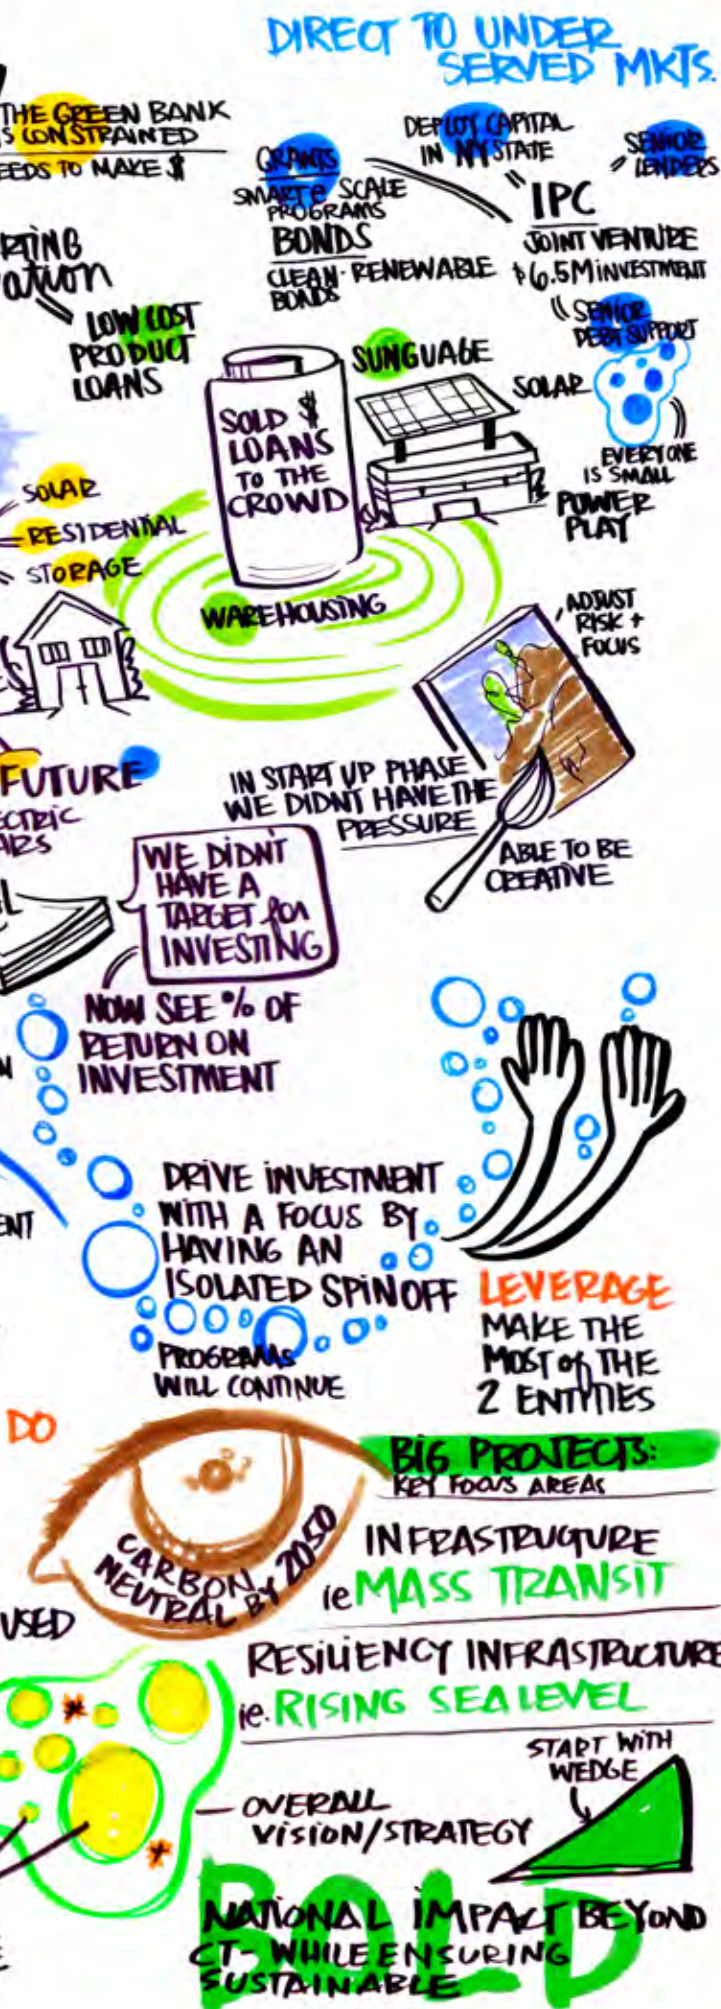 DIRECT TO UNDER
SERVED MKTS.
THE GREEN BANK
IS CONSTRAINED
NEEDS TO MAKE $
GRANTS
SMART-e SCALE
PROGRAMS
BONDS
CLEAN·RENEWABLE
BONDS
DEPLOY CAPITAL
IN NY STATE
SENIOR
LENDERS
IPC
JOINT VENTURE
$6.5M INVESTMENT
SENIOR
DEBT SUPPORT
LOW COST
PRODUCT
LOANS
SOLD $
LOANS
TO THE
CROWD
SUNGUAGE
SOLAR
EVERYONE
IS SMALL
POWER
PLAY
SOLAR
RESIDENTIAL
STORAGE
WAREHOUSING
ADJUST
RISK +
FOCUS
FUTURE
IN START UP PHASE
WE DIDNT HAVE THE
PRESSURE
ABLE TO BE
CREATIVE
WE DIDN'T
HAVE A
TARGET for
INVESTING
NOW SEE % OF
RETURN ON
INVESTMENT
DRIVE INVESTMENT
WITH A FOCUS BY
HAVING AN
ISOLATED SPINOFF
PROGRAMS
WILL CONTINUE
LEVERAGE
MAKE THE
MOST of THE
2 ENTITIES
DO
BIG PROJECTS:
KEY FOCUS AREAS
CARBON
NEUTRAL BY 2050
INFRASTRUCTURE
ie MASS TRANSIT
USED
RESILIENCY INFRASTRUCTURE
ie. RISING SEA LEVEL
START WITH
WEDGE
OVERALL
VISION/STRATEGY
BOLD
NATIONAL IMPACT BEYOND
CT - WHILE ENSURING
SUSTAINABLE